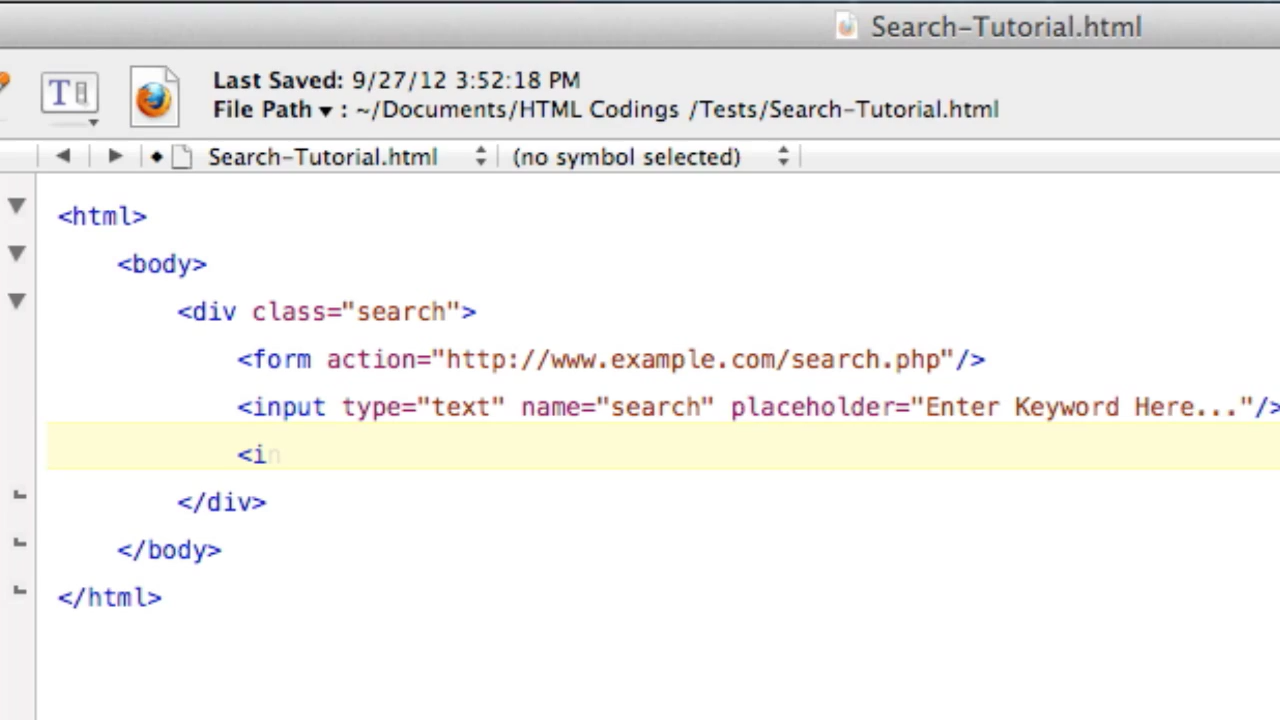 Search-Tutorial.html
T
Last Saved: 9/27/12 3:52:18 PM
File Path ▾ : ~/Documents/HTML Codings /Tests/Search-Tutorial.html
Search-Tutorial.html (no symbol selected)
<html>
<body>
<div class="search">
<form action="http://www.example.com/search.php"/>
<input type="text" name="search" placeholder="Enter Keyword Here..."/>
<in
</div>
</body>
</html>